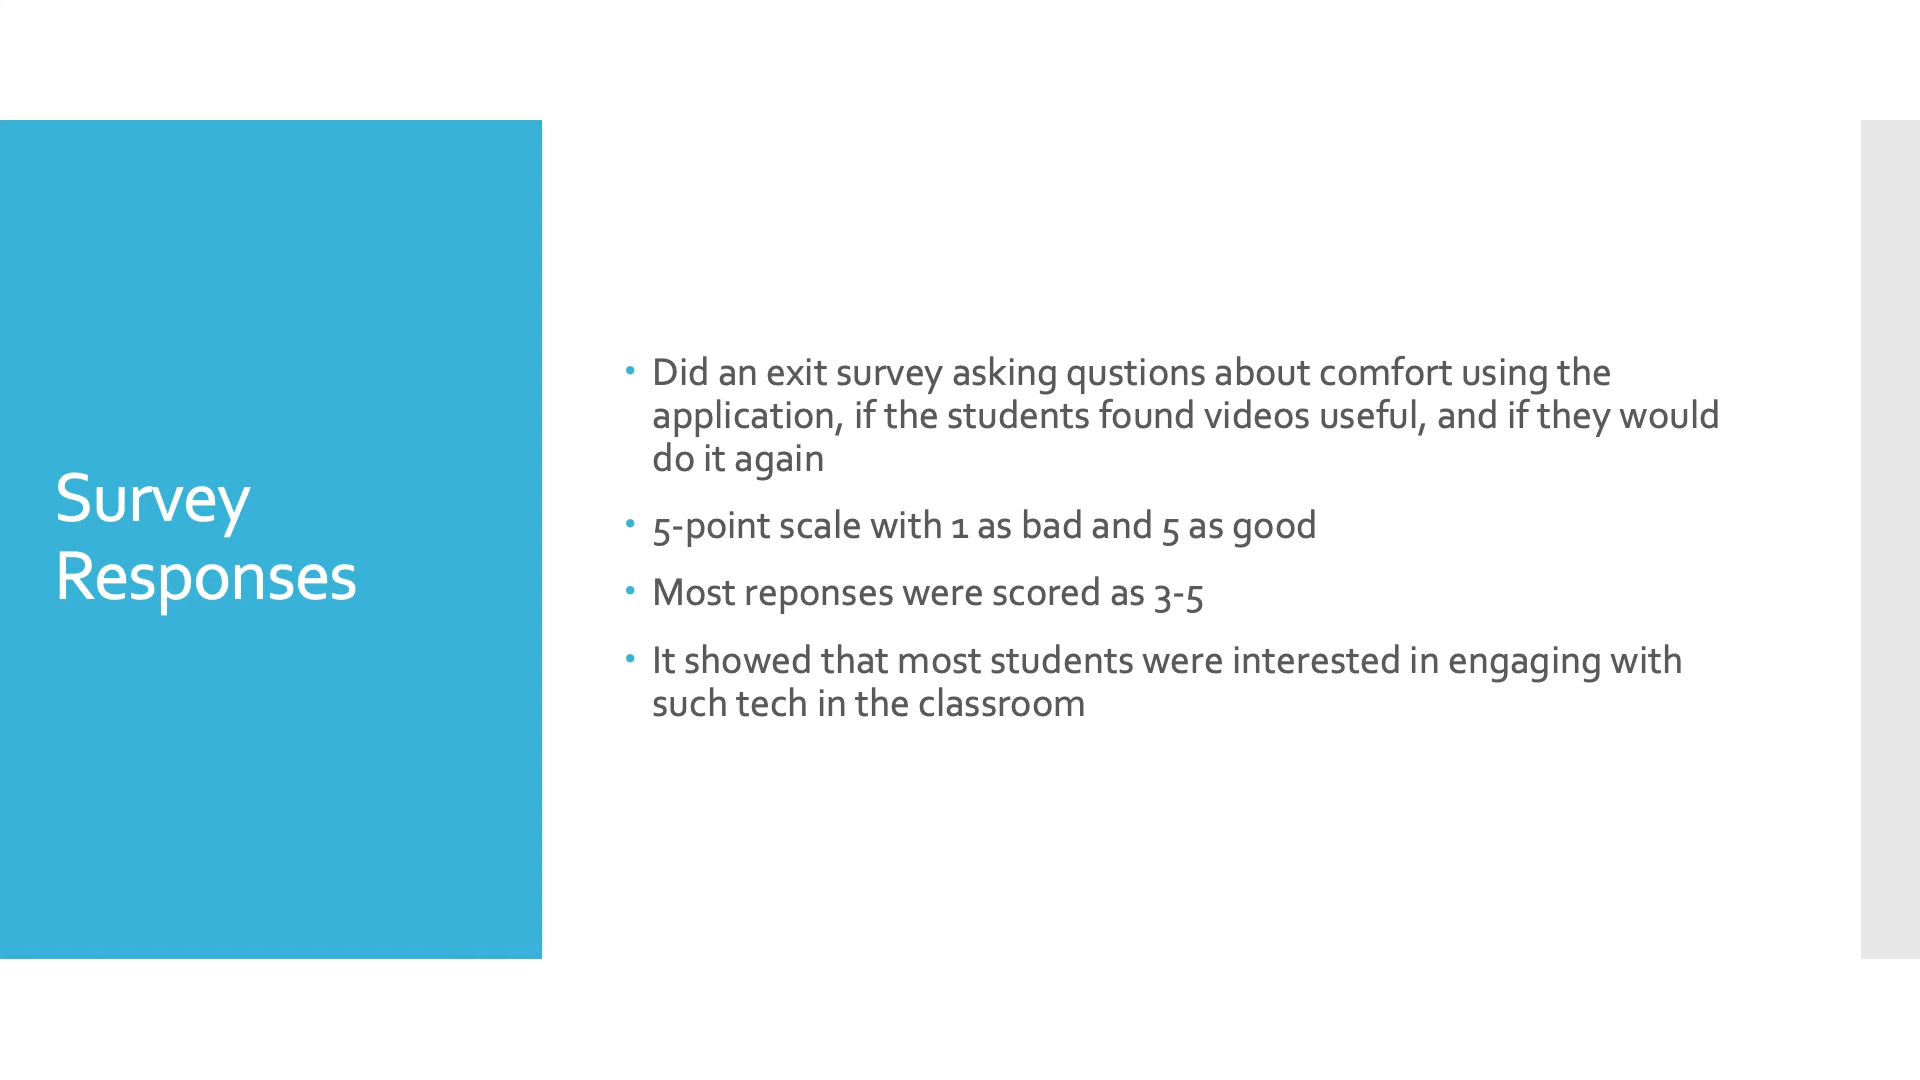 Survey
Responses
• Did an exit survey asking qustions about comfort using the
application, if the students found videos useful, and if they would
do it again
• 5-point scale with 1 as bad and 5 as good
• Most reponses were scored as 3-5
• It showed that most students were interested in engaging with
such tech in the classroom